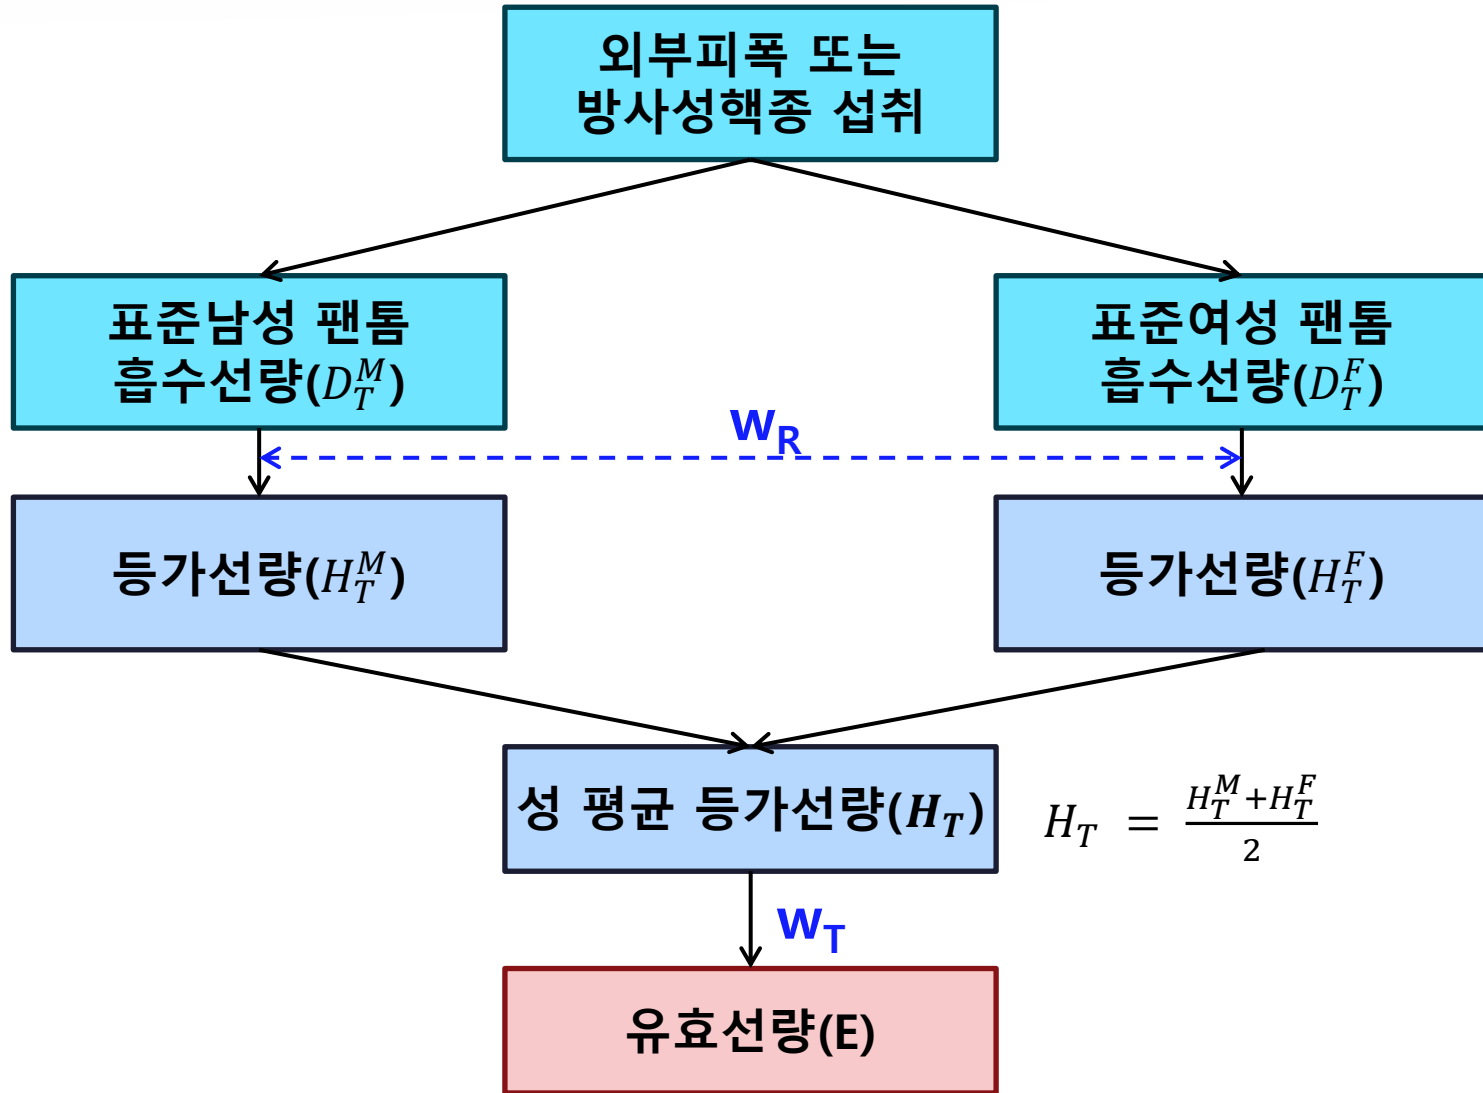 외부피폭 또는
방사성핵종 섭취
표준남성 팬톰
흡수선량(D_T^M)
표준여성 팬톰
흡수선량(D_T^F)
w_R
등가선량(H_T^M)
등가선량(H_T^F)
성 평균 등가선량(H_T)
H_T = \frac{H_T^M+H_T^F}{2}
w_T
유효선량(E)